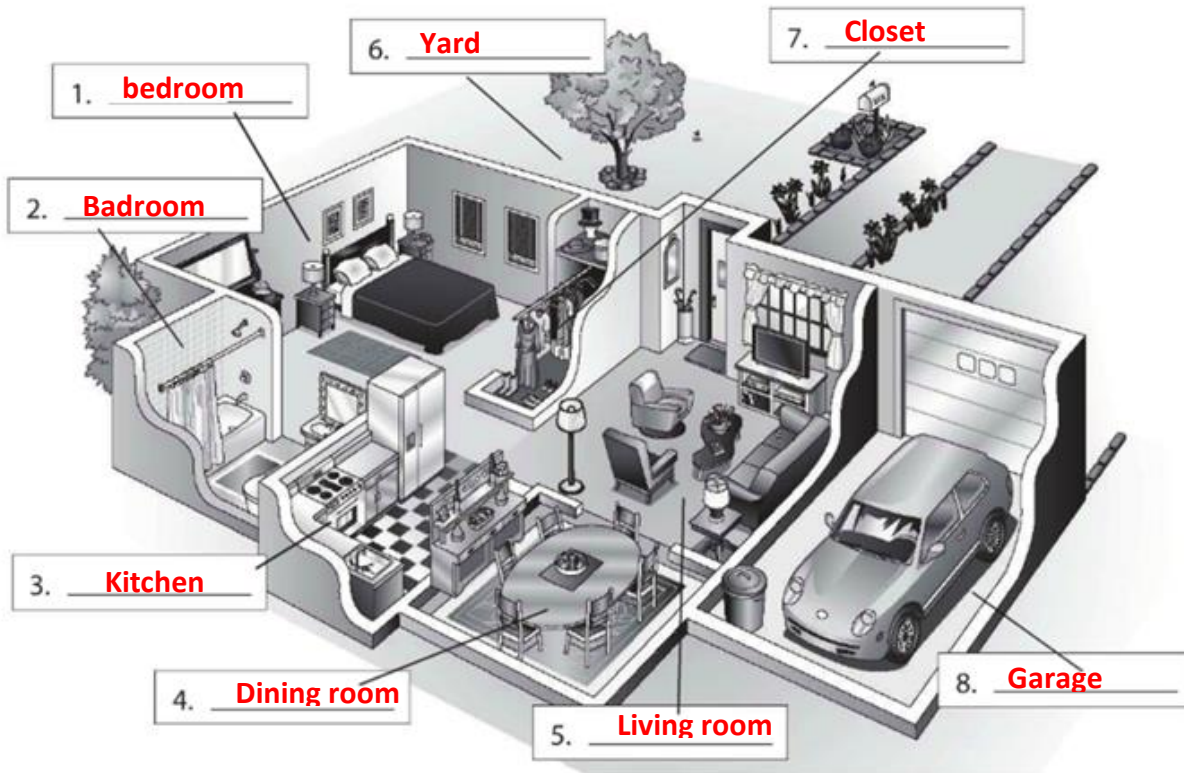 1. bedroom
2. Badroom
3. Kitchen
4. Dining room
5. Living room
6. Yard
7. Closet
8. Garage